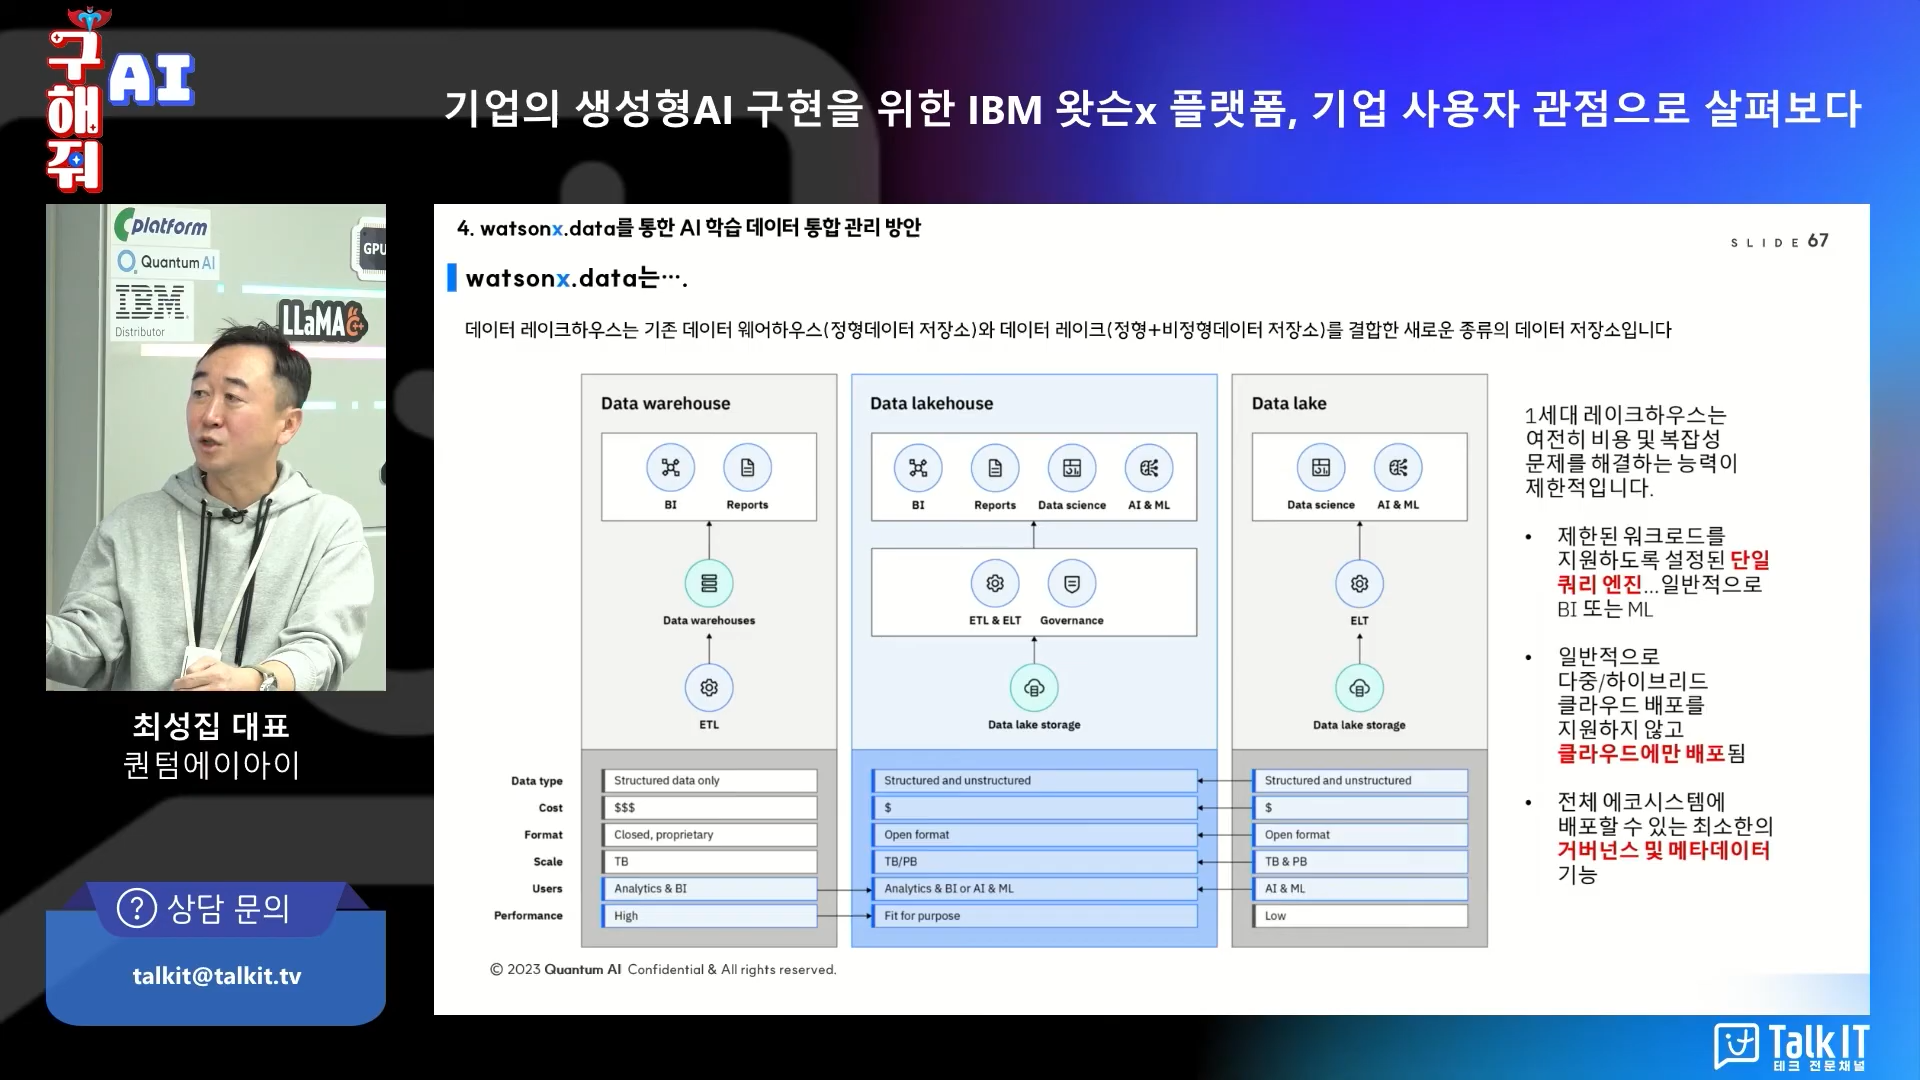 구해줘 AI
기업의 생성형AI 구현을 위한 IBM 왓슨x 플랫폼, 기업 사용자 관점으로 살펴보다
Cplatform
Quantum AI
IBM
Distributor
GPU
LLaMA
최성집 대표
퀀텀에이아이
상담 문의
talkit@talkit.tv
4. watsonx.data를 통한 AI 학습 데이터 통합 관리 방안
SLIDE 67
watsonx.data는….
데이터 레이크하우스는 기존 데이터 웨어하우스(정형데이터 저장소)와 데이터 레이크(정형+비정형데이터 저장소)를 결합한 새로운 종류의 데이터 저장소입니다
Data warehouse
BI Reports
Data warehouses
ETL
Data lakehouse
BI Reports Data science AI & ML
ETL & ELT Governance
Data lake storage
Data lake
Data science AI & ML
ELT
Data lake storage
Data type Structured data only Structured and unstructured Structured and unstructured
Cost $$$ $ $
Format Closed, proprietary Open format Open format
Scale TB TB/PB TB & PB
Users Analytics & BI Analytics & BI or AI & ML AI & ML
Performance High Fit for purpose Low
1세대 레이크하우스는
여전히 비용 및 복잡성
문제를 해결하는 능력이
제한적입니다.
• 제한된 워크로드를
지원하도록 설정된 단일
쿼리 엔진...일반적으로
BI 또는 ML
• 일반적으로
다중/하이브리드
클라우드 배포를
지원하지 않고
클라우드에만 배포됨
• 전체 에코시스템에
배포할 수 있는 최소한의
거버넌스 및 메타데이터
기능
© 2023 Quantum AI Confidential & All rights reserved.
TalkIT
테크 전문채널